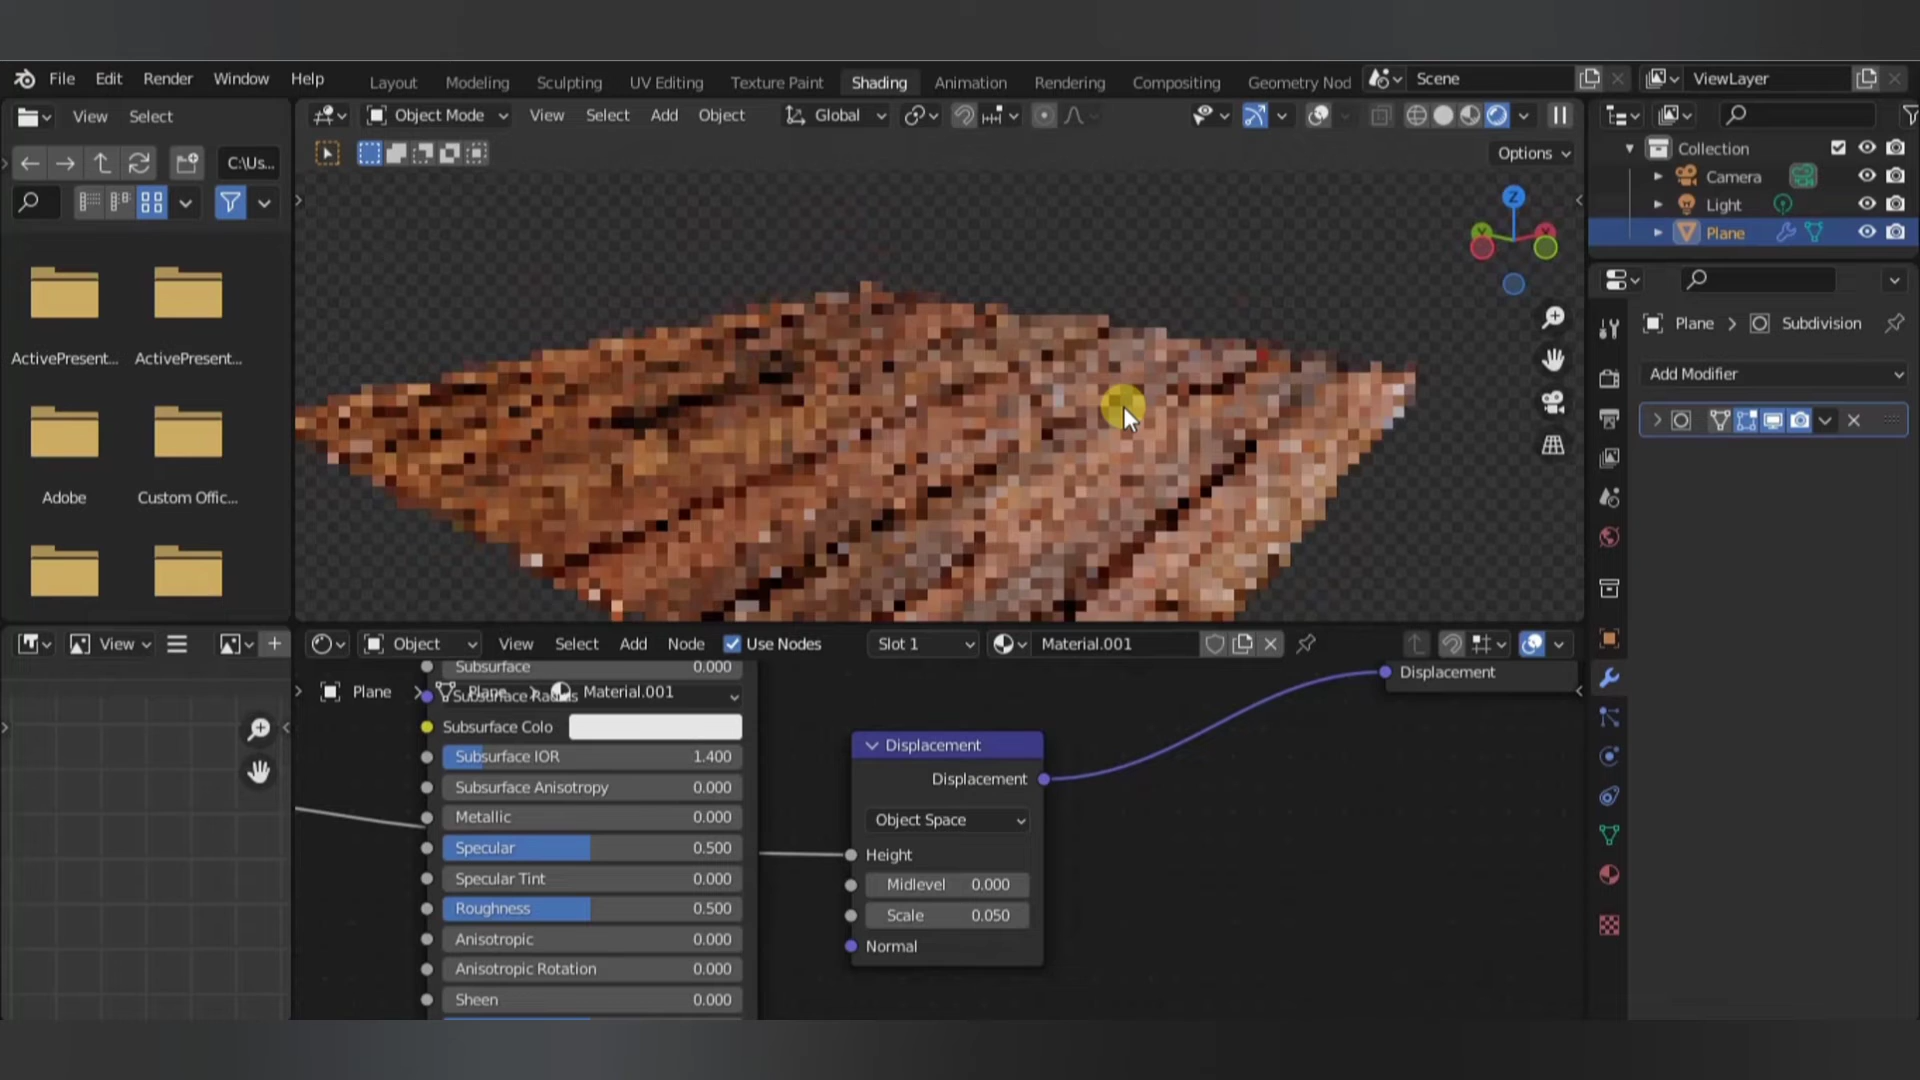 File Edit Render Window Help
Layout Modeling Sculpting UV Editing Texture Paint Shading Animation Rendering Compositing Geometry Nod
Scene
ViewLayer
View Select
Object Mode View Select Add Object Global
C:\Us...
Options
Z
Y
Collection
Camera
Light
Plane
Plane Subdivision
Add Modifier
ActivePresent... ActivePresent...
Adobe Custom Offic...
View
Object View Select Add Node Use Nodes Slot 1 Material.001
Plane Plane Material.001
Subsurface 0.000
Subsurface Radius
Subsurface Colo
Subsurface IOR 1.400
Subsurface Anisotropy 0.000
Metallic 0.000
Specular 0.500
Specular Tint 0.000
Roughness 0.500
Anisotropic 0.000
Anisotropic Rotation 0.000
Sheen 0.000
Displacement
Displacement
Object Space
Height
Midlevel 0.000
Scale 0.050
Normal
Displacement